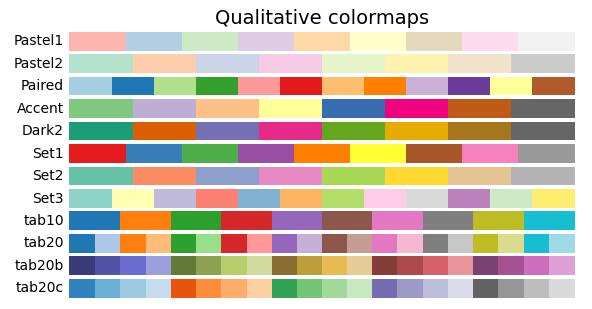 Qualitative colormaps
Pastel1
Pastel2
Paired
Accent
Dark2
Set1
Set2
Set3
tab10
tab20
tab20b
tab20c